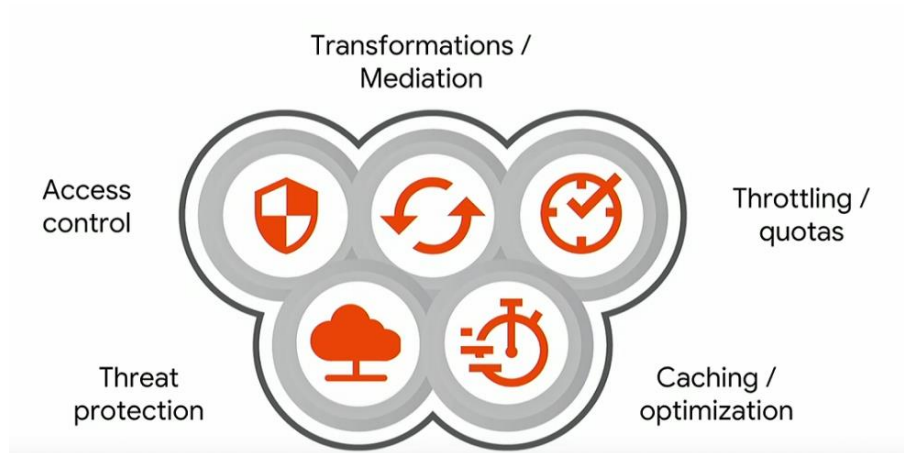 Transformations /
Mediation
Access
control
Throttling /
quotas
Threat
protection
Caching /
optimization